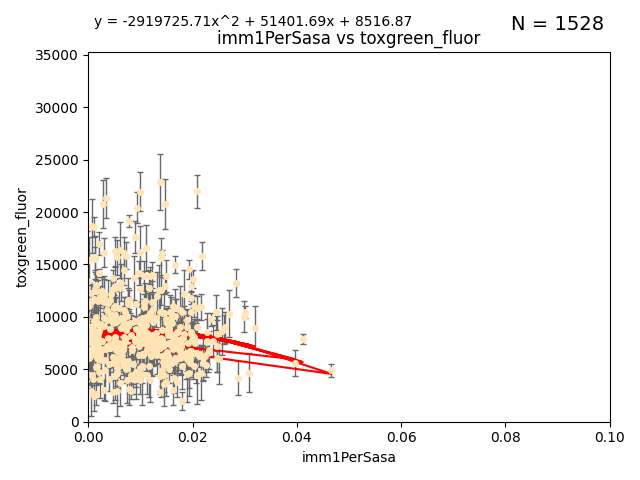 y = -2919725.71x^2 + 51401.69x + 8516.87
N = 1528
imm1PerSasa vs toxgreen_fluor
35000
30000
25000
20000
15000
10000
5000
0
toxgreen_fluor
0.00 0.02 0.04 0.06 0.08 0.10
imm1PerSasa